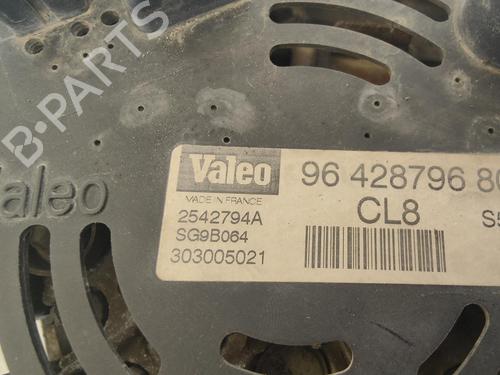 B-PARTS
Valeo
Valeo
MADE IN FRANCE
2542794A
SG9B064
303005021
96 428796 80
CL8